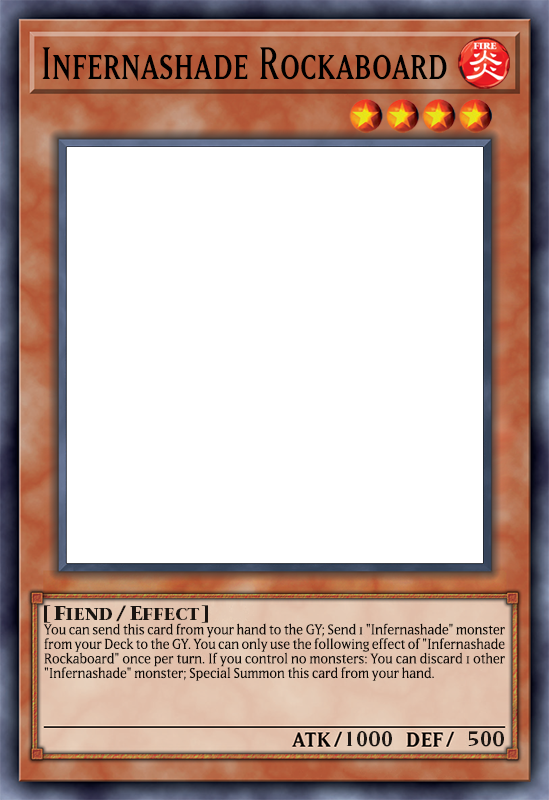 Infernashade Rockaboard
FIRE
炎
[ Fiend / Effect ]
You can send this card from your hand to the GY; Send 1 "Infernashade" monster
from your Deck to the GY. You can only use the following effect of "Infernashade
Rockaboard" once per turn. If you control no monsters: You can discard 1 other
"Infernashade" monster; Special Summon this card from your hand.
ATK/1000 DEF/ 500